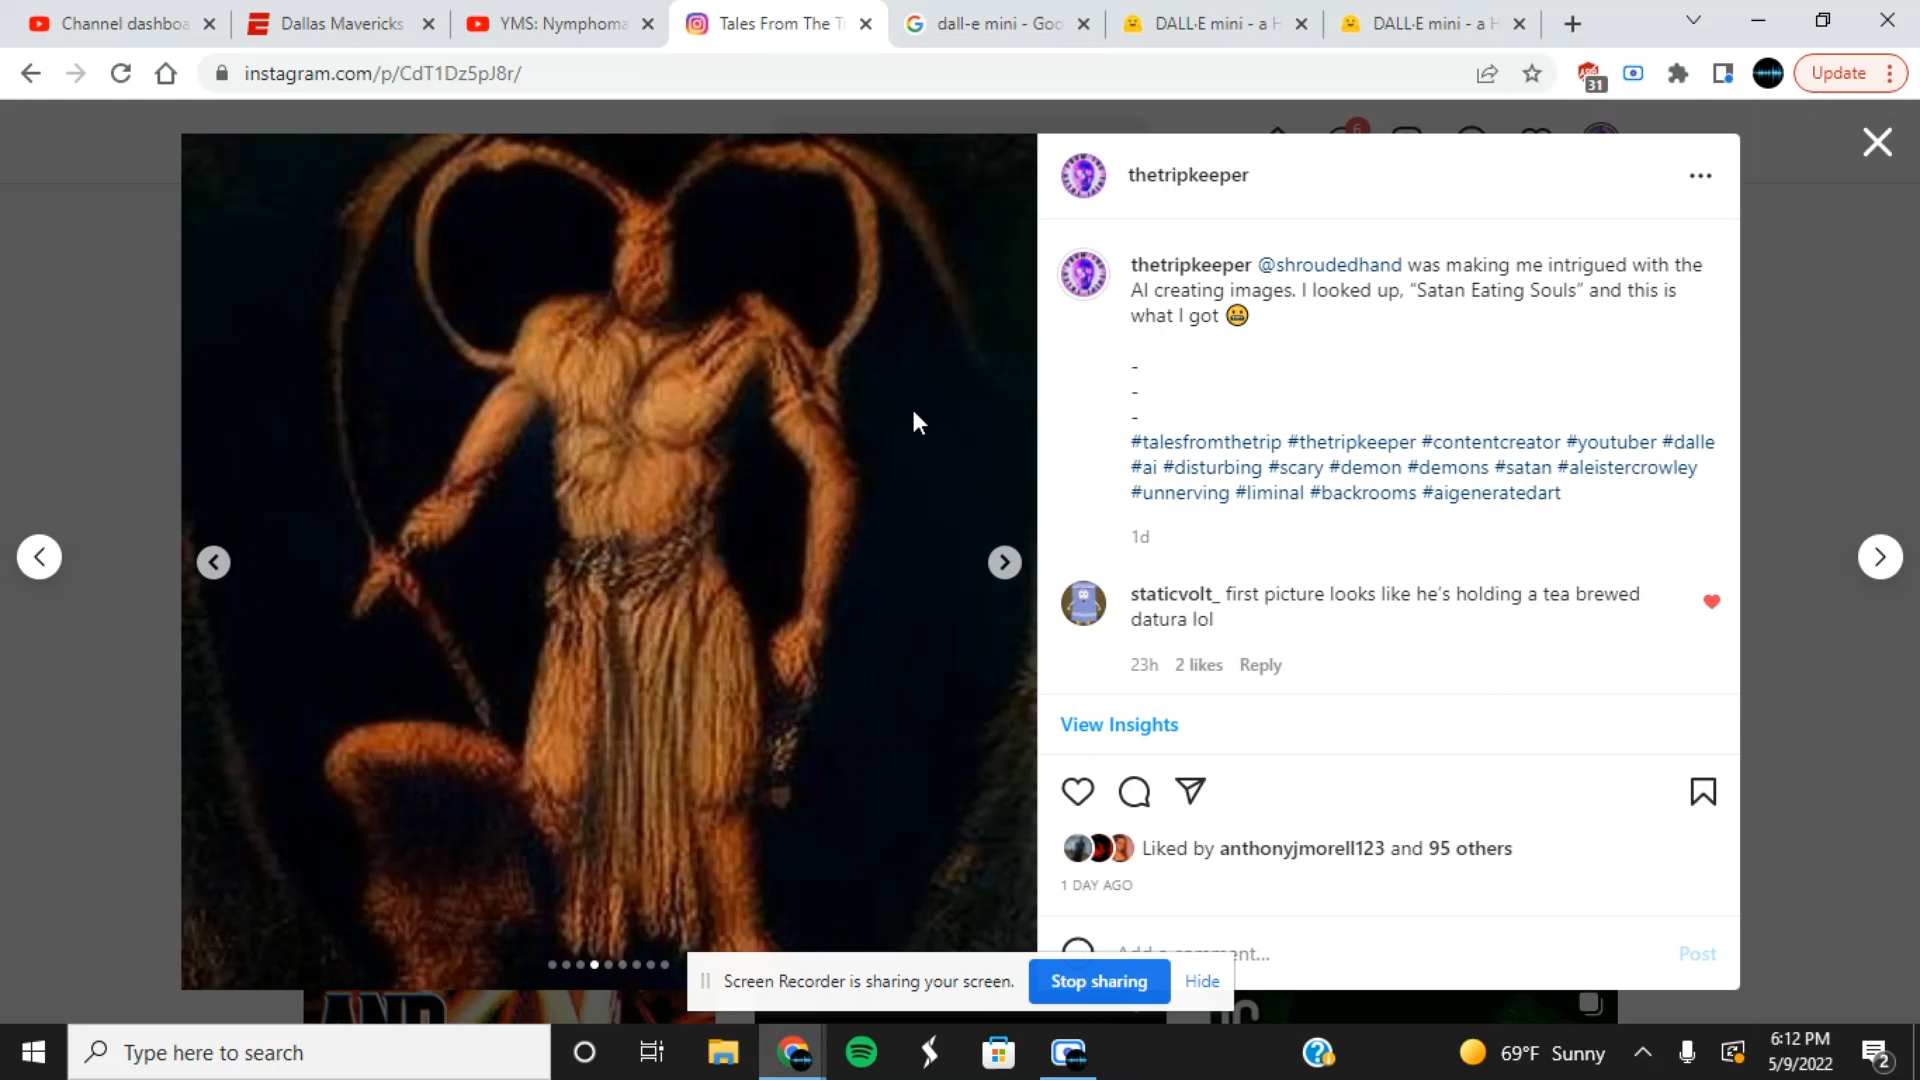 Channel dashboa
Dallas Mavericks
YMS: Nymphoma
Tales From The T
dall-e mini - Goo
DALL·E mini - a H
DALL·E mini - a H
instagram.com/p/CdT1Dz5pJ8r/
31
Update
6
thetripkeeper
thetripkeeper @shroudedhand was making me intrigued with the
AI creating images. I looked up, “Satan Eating Souls” and this is
what I got
-
-
-
#talesfromthetrip #thetripkeeper #contentcreator #youtuber #dalle
#ai #disturbing #scary #demon #demons #satan #aleistercrowley
#unnerving #liminal #backrooms #aigeneratedart
1d
staticvolt_ first picture looks like he's holding a tea brewed
datura lol
23h 2 likes Reply
View Insights
Liked by anthonyjmorell123 and 95 others
1 DAY AGO
Post
Screen Recorder is sharing your screen.
Stop sharing
Hide
AND
Type here to search
69°F Sunny
6:12 PM
5/9/2022
2